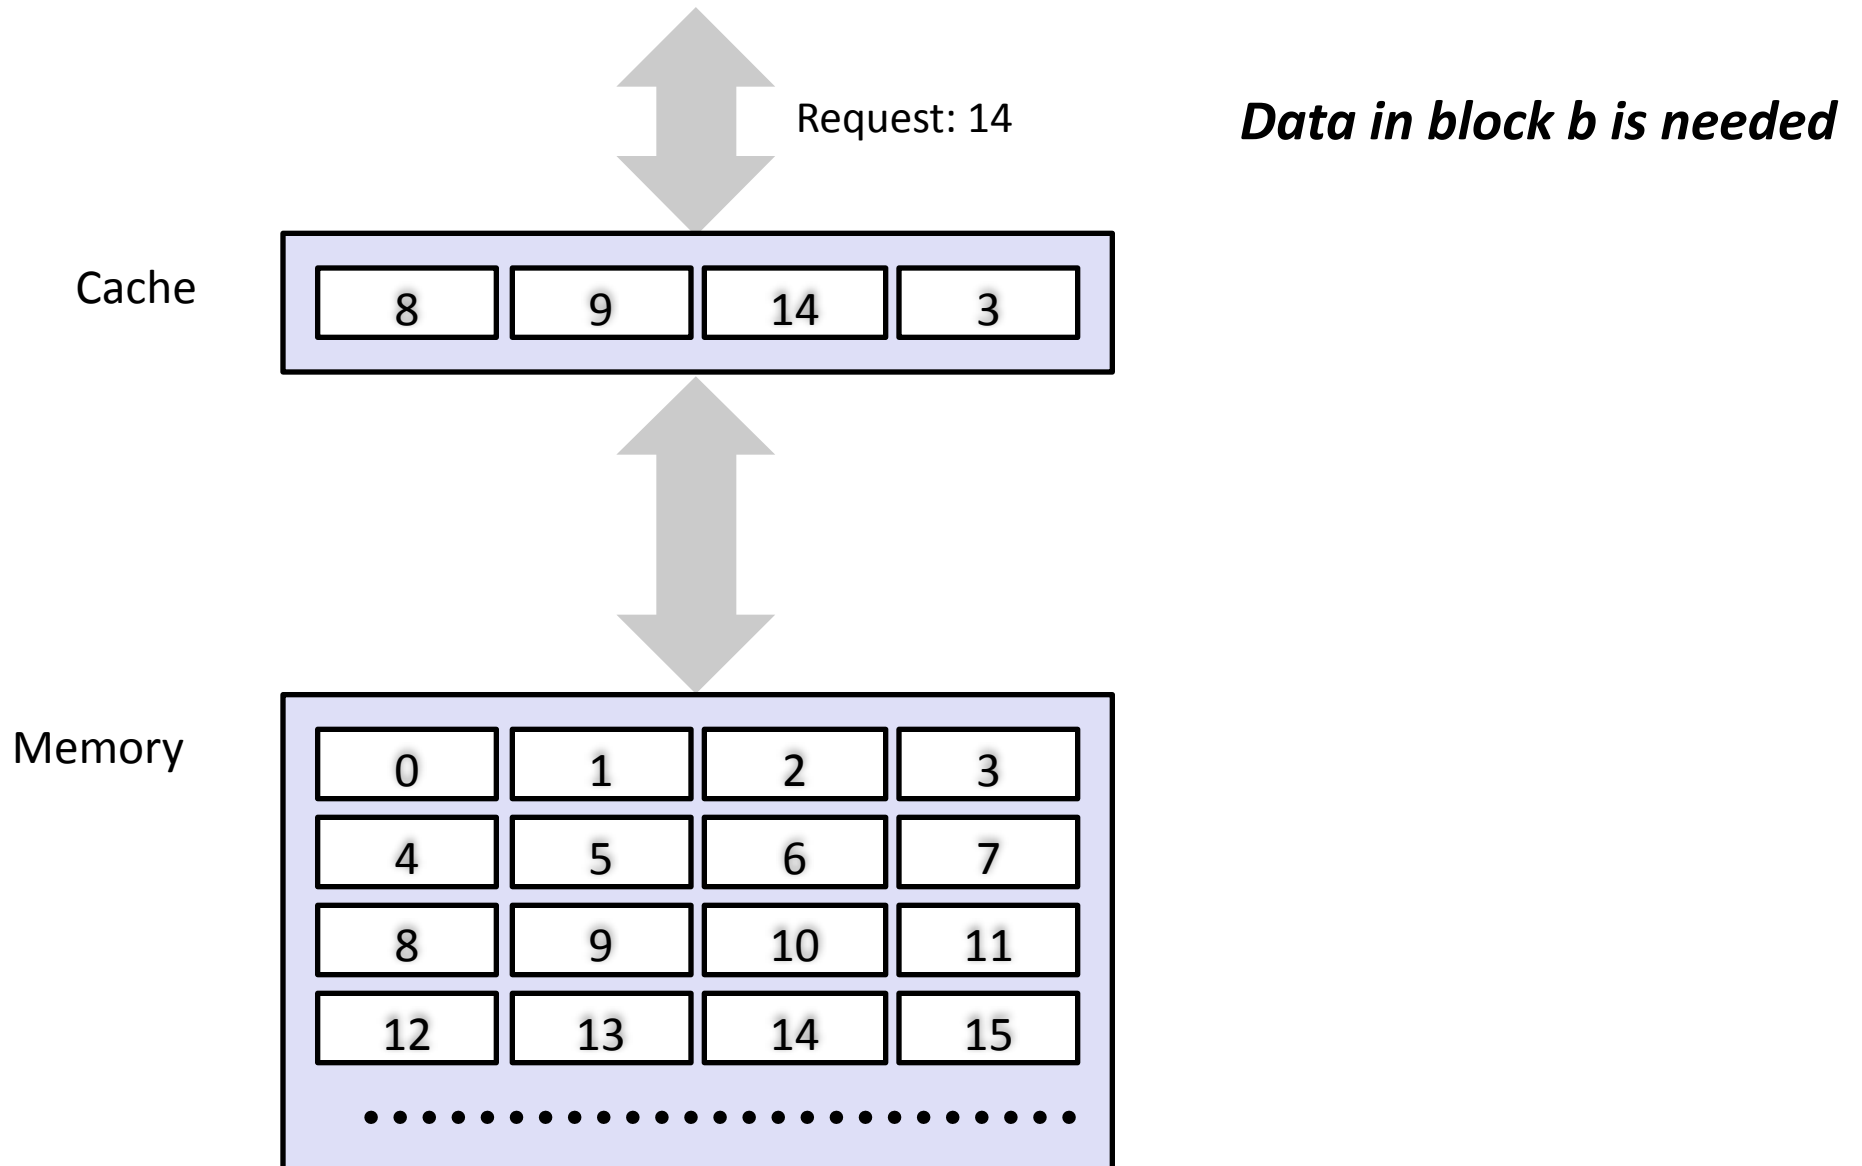 Request: 14
Data in block b is needed
Cache
8 9 14 3
Memory
0 1 2 3
4 5 6 7
8 9 10 11
12 13 14 15